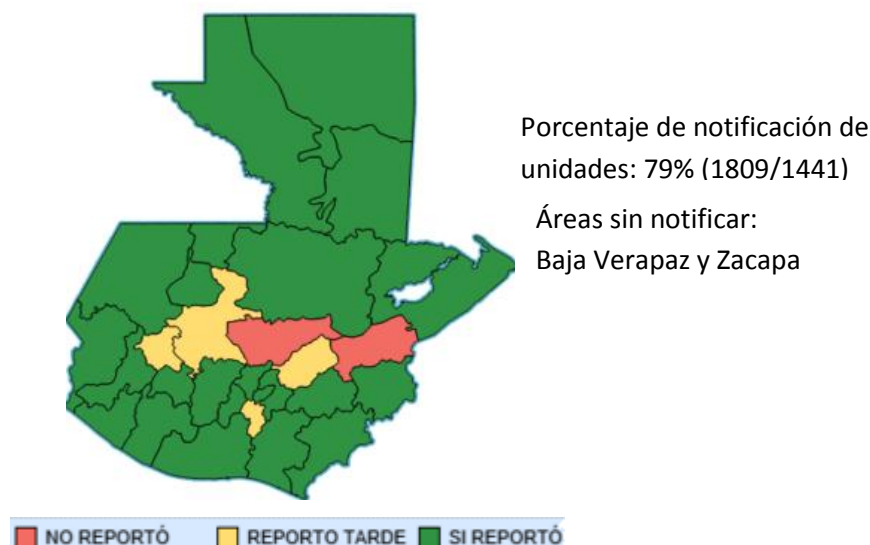 Porcentaje de notificación de
unidades: 79% (1809/1441)
Áreas sin notificar:
Baja Verapaz y Zacapa
NO REPORTÓ REPORTO TARDE SI REPORTÓ